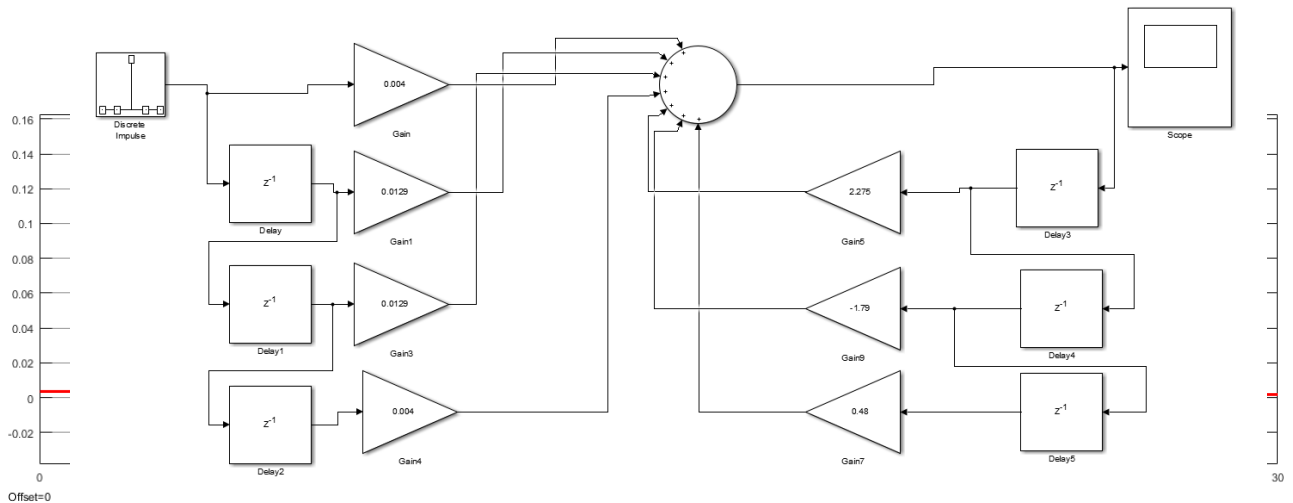 0.004
Gain
Discrete
Impulse
Scope
0.16
0.14
0.12
0.1
0.08
0.06
0.04
0.02
0
-0.02
0
30
Offset=0
z-1
Delay
0.0129
Gain1
z-1
Delay1
0.0129
Gain3
z-1
Delay2
0.004
Gain4
+
+
+
+
+
+
+
2.275
Gain5
z-1
Delay3
-1.79
Gain9
z-1
Delay4
0.48
Gain7
z-1
Delay5